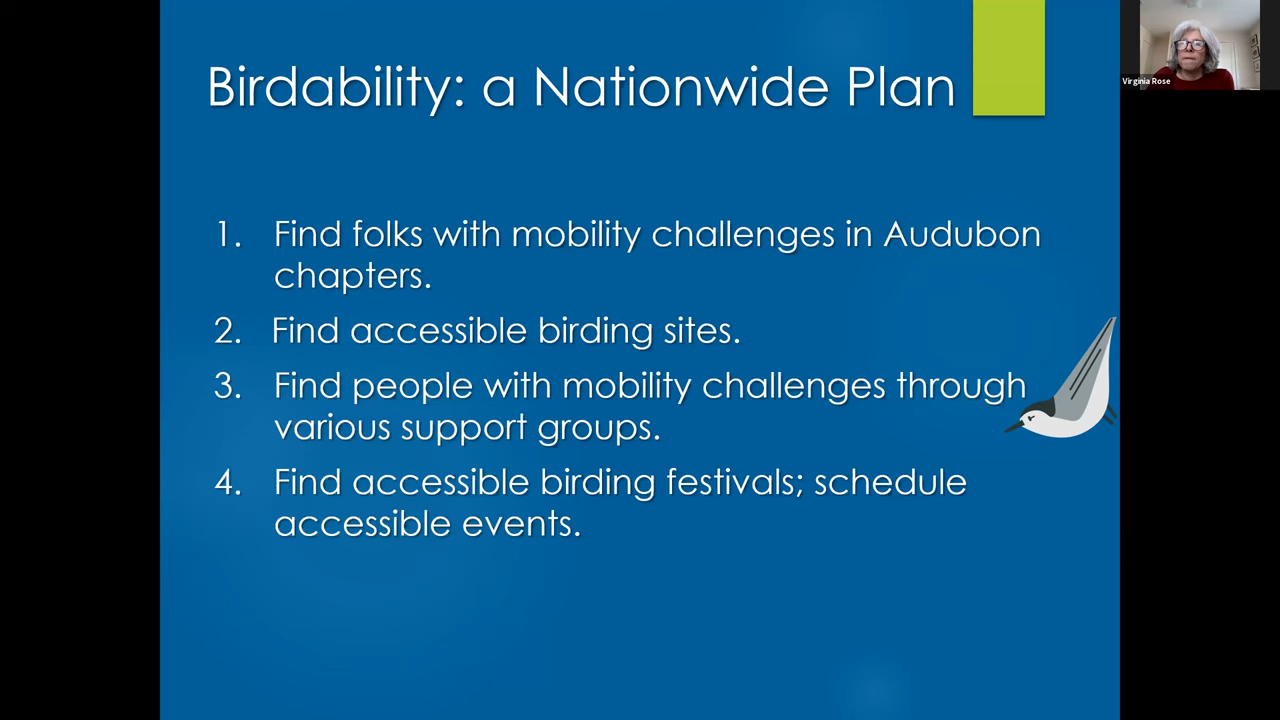 Birdability: a Nationwide Plan
Virginia Rose
1. Find folks with mobility challenges in Audubon
chapters.
2. Find accessible birding sites.
3. Find people with mobility challenges through
various support groups.
4. Find accessible birding festivals; schedule
accessible events.